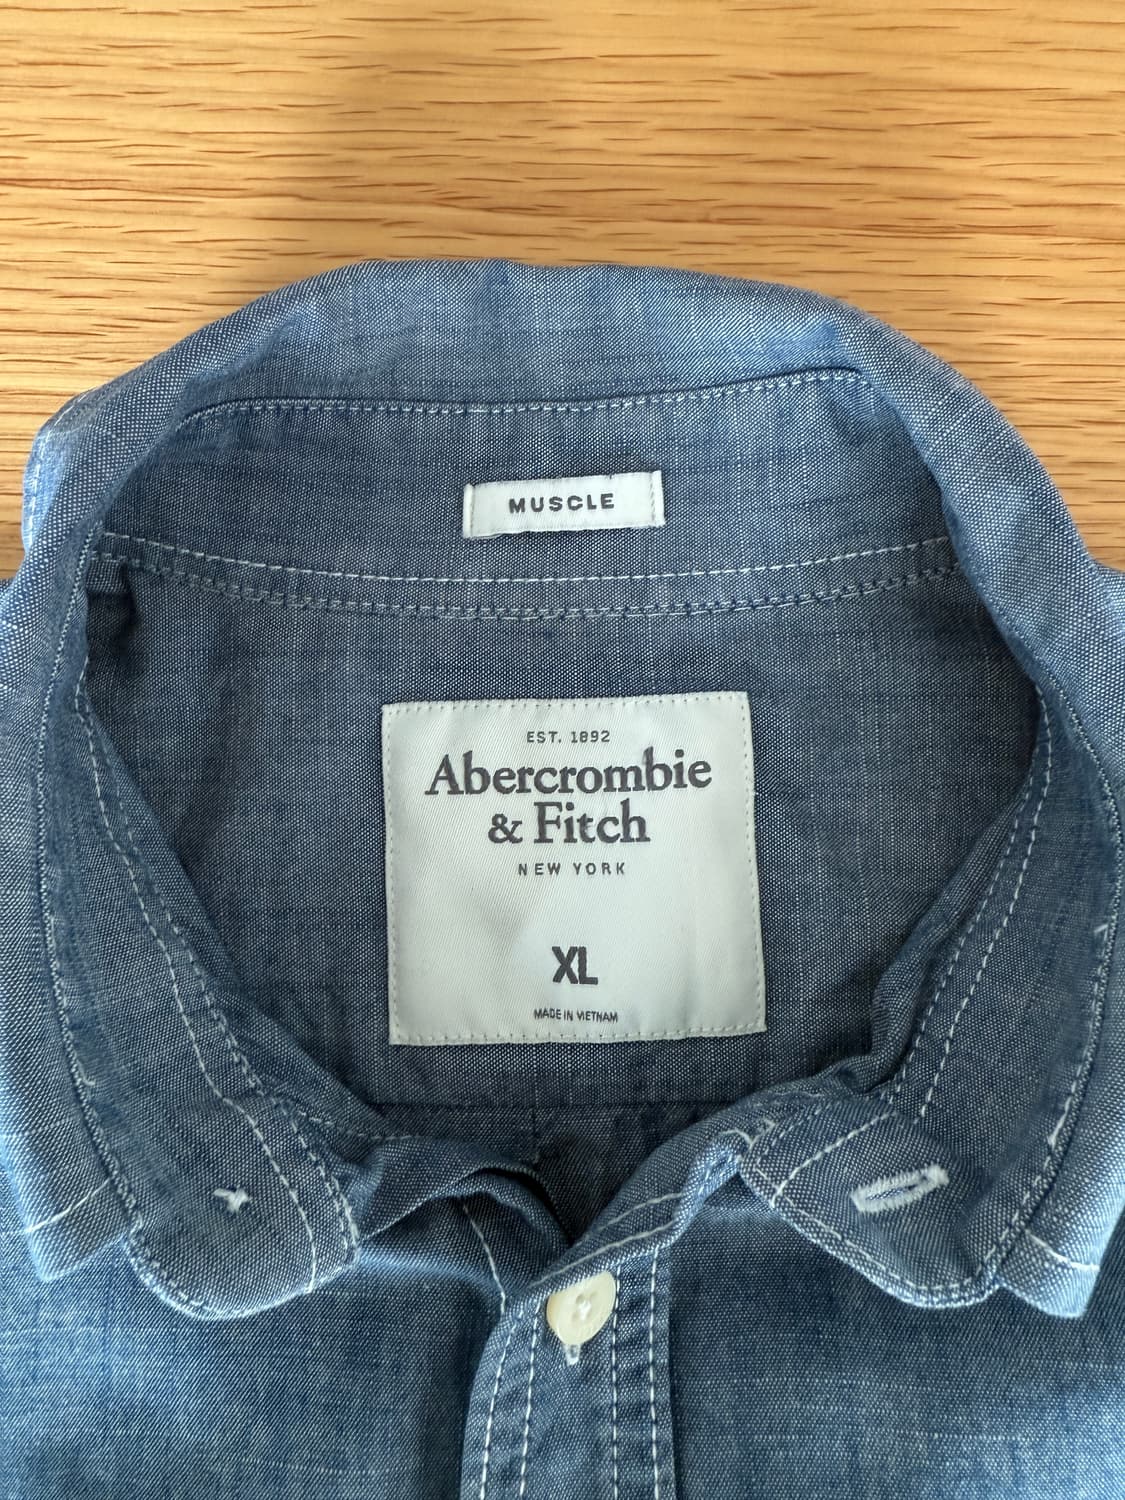 MUSCLE
EST. 1892
Abercrombie
& Fitch
NEW YORK
XL
MADE IN VIETNAM